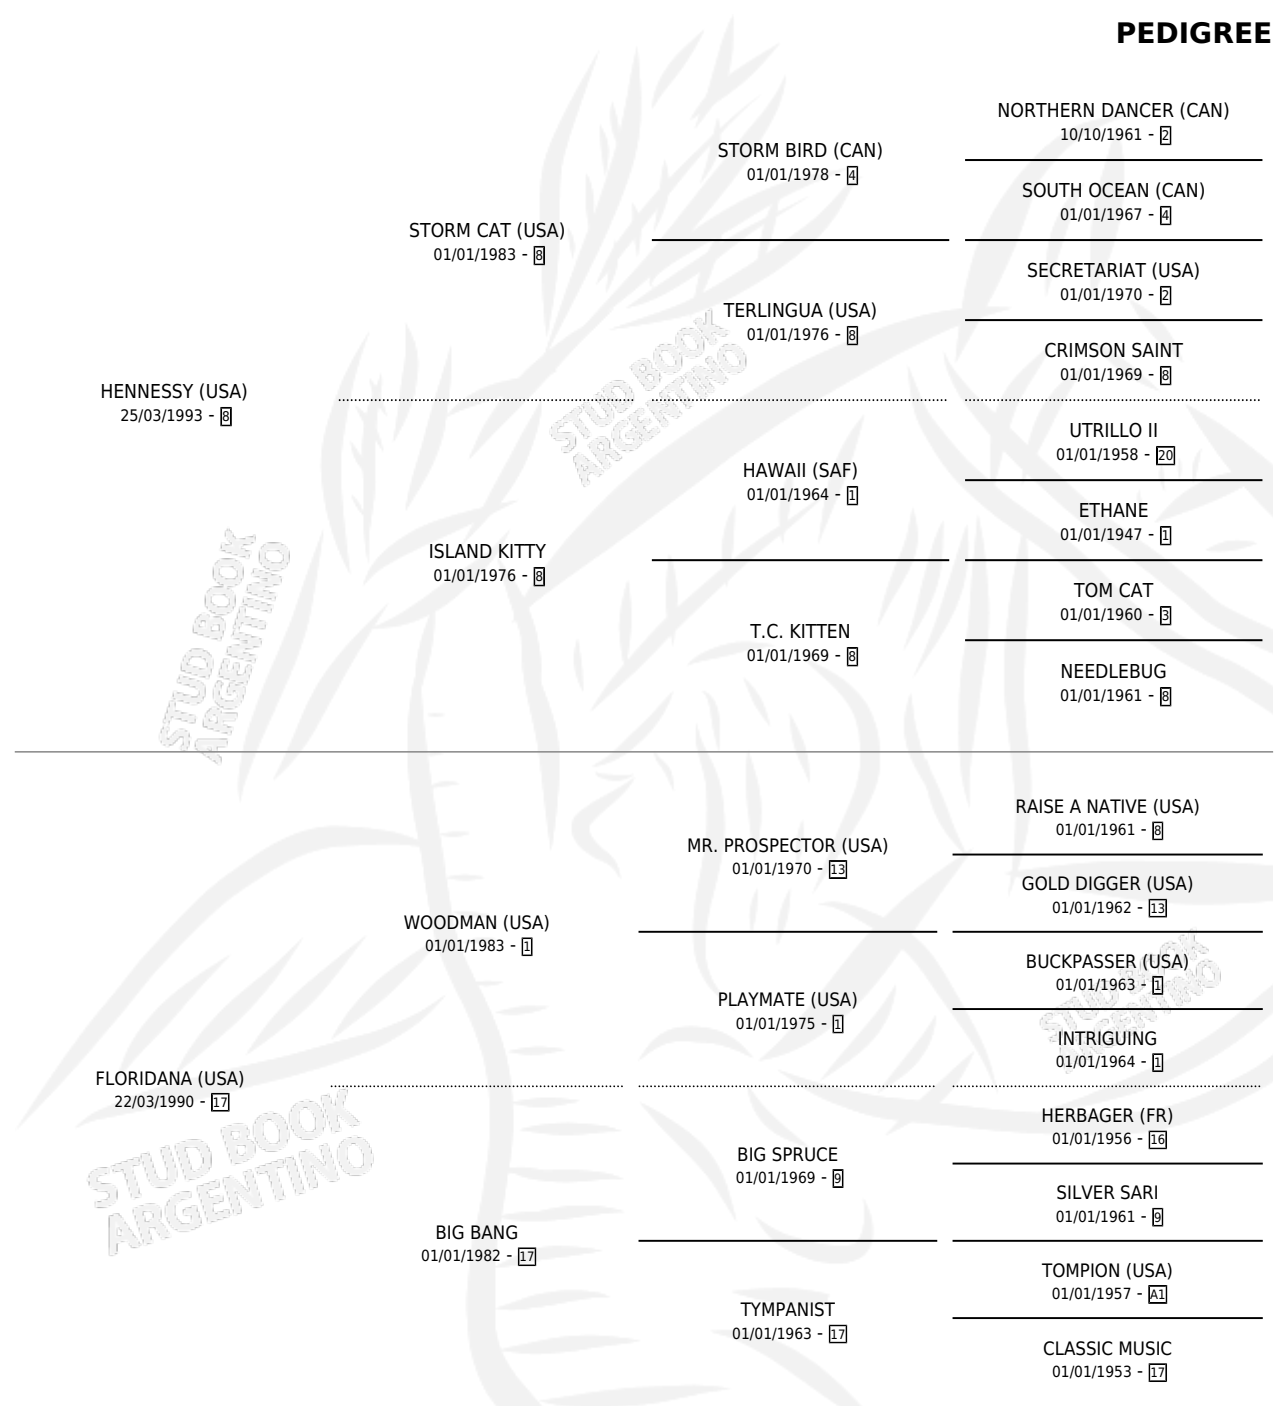 PEDIGREE
NORTHERN DANCER (CAN)
10/10/1961 - 2
STORM BIRD (CAN)
01/01/1978 - 4
SOUTH OCEAN (CAN)
01/01/1967 - 4
STORM CAT (USA)
01/01/1983 - 8
SECRETARIAT (USA)
01/01/1970 - 2
TERLINGUA (USA)
01/01/1976 - 8
CRIMSON SAINT
01/01/1969 - 8
HENNESSY (USA)
25/03/1993 - 8
UTRILLO II
01/01/1958 - 20
HAWAII (SAF)
01/01/1964 - 1
ETHANE
01/01/1947 - 1
ISLAND KITTY
01/01/1976 - 8
TOM CAT
01/01/1960 - 3
T.C. KITTEN
01/01/1969 - 8
NEEDLEBUG
01/01/1961 - 8
RAISE A NATIVE (USA)
01/01/1961 - 8
MR. PROSPECTOR (USA)
01/01/1970 - 13
GOLD DIGGER (USA)
01/01/1962 - 13
WOODMAN (USA)
01/01/1983 - 1
BUCKPASSER (USA)
01/01/1963 - 1
PLAYMATE (USA)
01/01/1975 - 1
INTRIGUING
01/01/1964 - 1
FLORIDANA (USA)
22/03/1990 - 17
HERBAGER (FR)
01/01/1956 - 16
BIG SPRUCE
01/01/1969 - 9
SILVER SARI
01/01/1961 - 9
BIG BANG
01/01/1982 - 17
TOMPION (USA)
01/01/1957 - A1
TYMPANIST
01/01/1963 - 17
CLASSIC MUSIC
01/01/1953 - 17
STUD BOOK
ARGENTINO
STUD BOOK
ARGENTINO
STUD BOOK
ARGENTINO
STUD BOOK
ARGENTINO